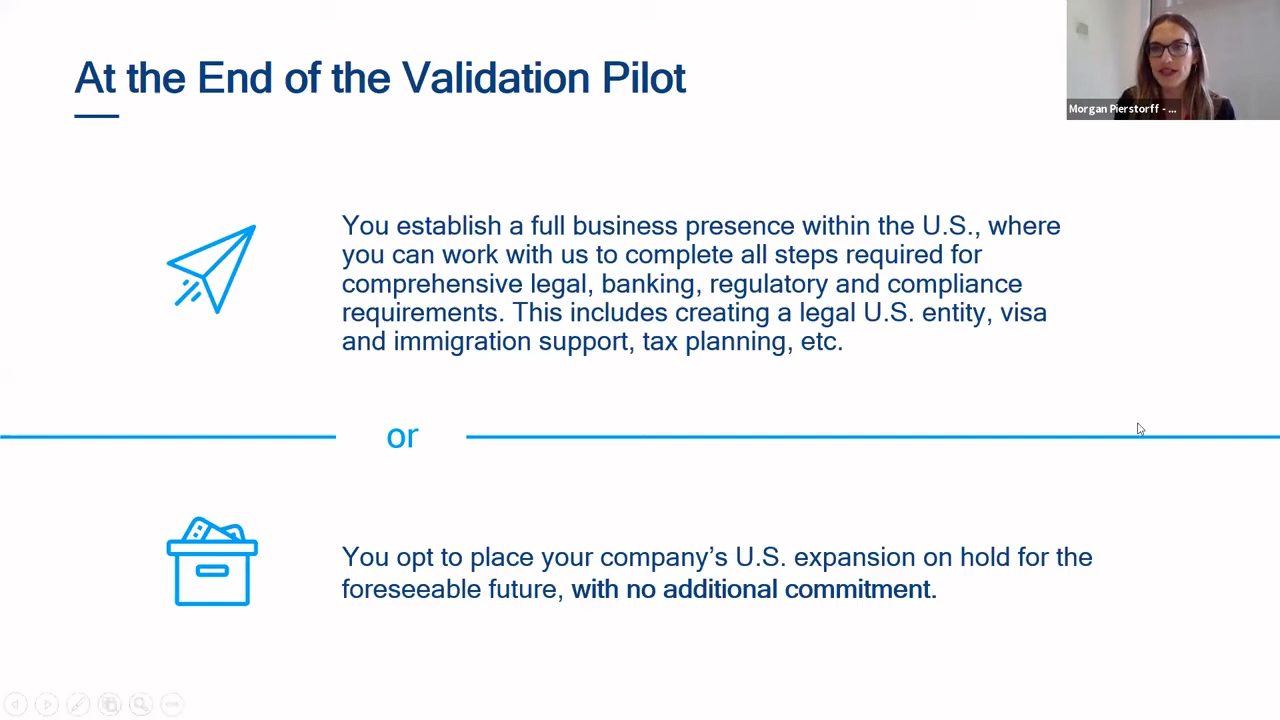 At the End of the Validation Pilot
Morgan Pierstorff - ...
You establish a full business presence within the U.S., where
you can work with us to complete all steps required for
comprehensive legal, banking, regulatory and compliance
requirements. This includes creating a legal U.S. entity, visa
and immigration support, tax planning, etc.
or
You opt to place your company’s U.S. expansion on hold for the
foreseeable future, with no additional commitment.